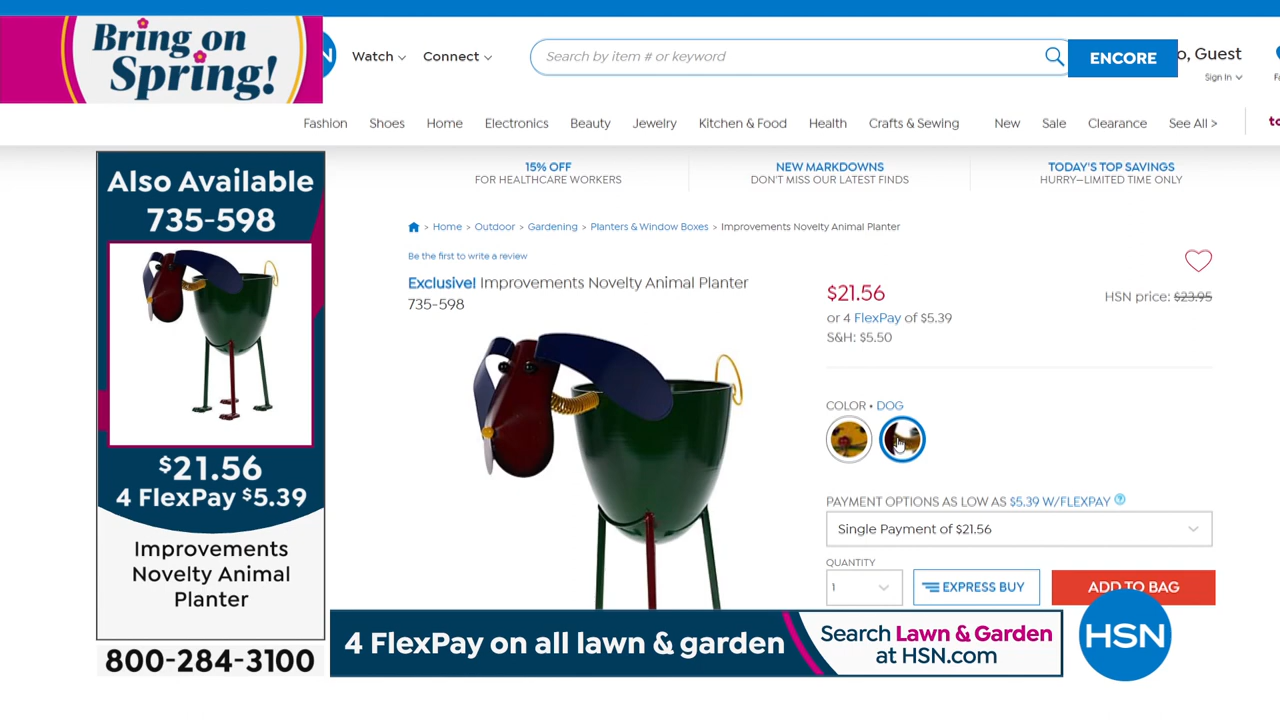 Bring on
Spring!
Watch
Connect
Search by item # or keyword
ENCORE
o, Guest
Sign In
Fashion
Shoes
Home
Electronics
Beauty
Jewelry
Kitchen & Food
Health
Crafts & Sewing
New
Sale
Clearance
See All >
15% OFF
FOR HEALTHCARE WORKERS
NEW MARKDOWNS
DON'T MISS OUR LATEST FINDS
TODAY'S TOP SAVINGS
HURRY—LIMITED TIME ONLY
Also Available
735-598
$21.56
4 FlexPay $5.39
Improvements
Novelty Animal
Planter
800-284-3100
> Home > Outdoor > Gardening > Planters & Window Boxes > Improvements Novelty Animal Planter
Be the first to write a review
Exclusive! Improvements Novelty Animal Planter
735-598
$21.56
HSN price: $23.95
or 4 FlexPay of $5.39
S&H: $5.50
COLOR • DOG
PAYMENT OPTIONS AS LOW AS $5.39 W/FLEXPAY ?
Single Payment of $21.56
QUANTITY
1
EXPRESS BUY
ADD TO BAG
4 FlexPay on all lawn & garden
Search Lawn & Garden
at HSN.com
HSN